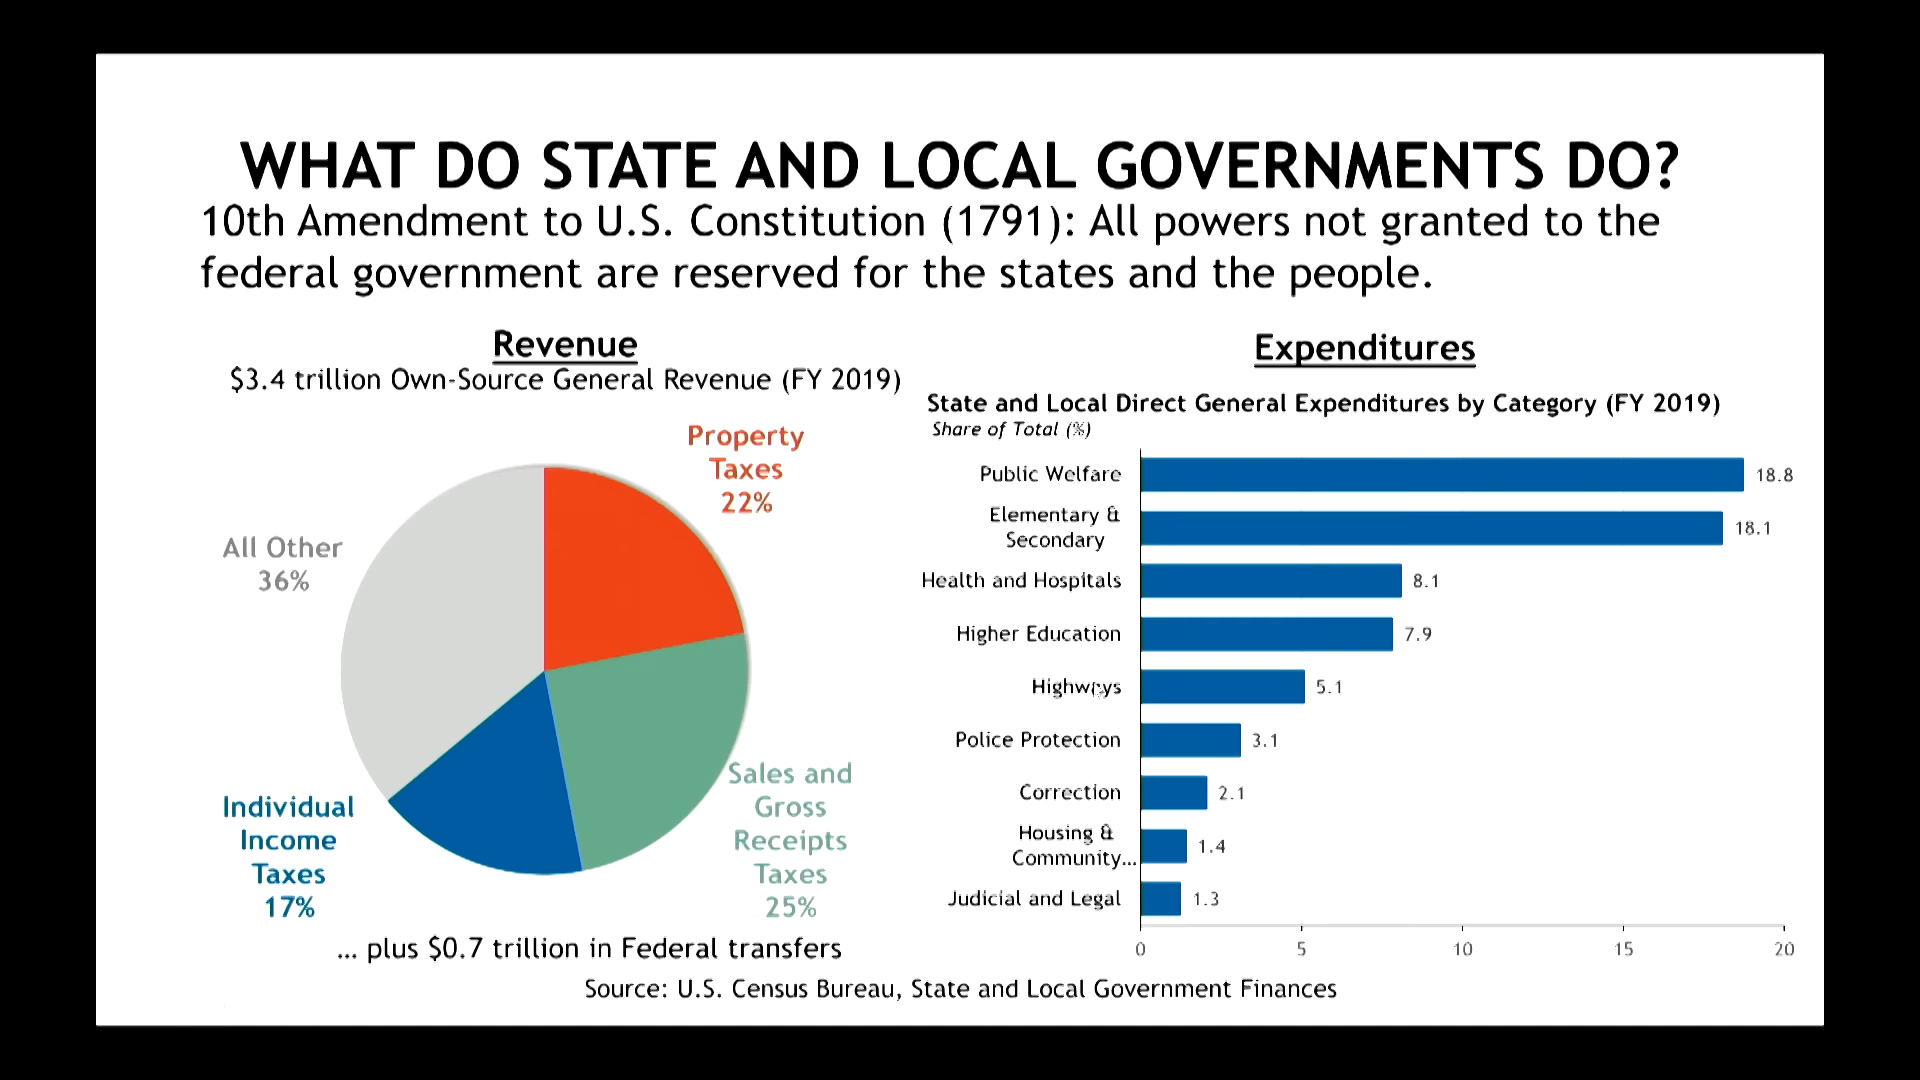 WHAT DO STATE AND LOCAL GOVERNMENTS DO?
10th Amendment to U.S. Constitution (1791): All powers not granted to the
federal government are reserved for the states and the people.
Revenue
$3.4 trillion Own-Source General Revenue (FY 2019)
Property
Taxes
22%
All Other
36%
Sales and
Gross
Receipts
Taxes
25%
Individual
Income
Taxes
17%
... plus $0.7 trillion in Federal transfers
Expenditures
State and Local Direct General Expenditures by Category (FY 2019)
Share of Total (%)
Public Welfare 18.8
Elementary &
Secondary 18.1
Health and Hospitals 8.1
Higher Education 7.9
Highways 5.1
Police Protection 3.1
Correction 2.1
Housing &
Community... 1.4
Judicial and Legal 1.3
0 5 10 15 20
Source: U.S. Census Bureau, State and Local Government Finances